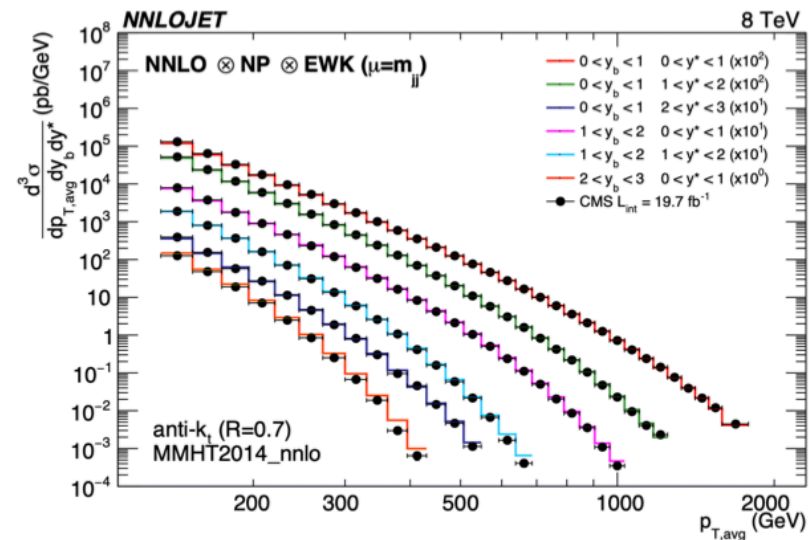 NNLOJET 8 TeV
NNLO ⊗ NP ⊗ EWK (μ=m_jj)
0 < y_b < 1 0 < y* < 1 (x10²)
0 < y_b < 1 1 < y* < 2 (x10²)
0 < y_b < 1 2 < y* < 3 (x10¹)
1 < y_b < 2 0 < y* < 1 (x10¹)
1 < y_b < 2 1 < y* < 2 (x10¹)
2 < y_b < 3 0 < y* < 1 (x10⁰)
CMS L_int = 19.7 fb⁻¹
d³σ / dp_T,avg dy_b dy* (pb/GeV)
10⁸
10⁷
10⁶
10⁵
10⁴
10³
10²
10
1
10⁻¹
10⁻²
10⁻³
10⁻⁴
anti-k_t (R=0.7)
MMHT2014_nnlo
200 300 500 1000 2000
p_T,avg (GeV)